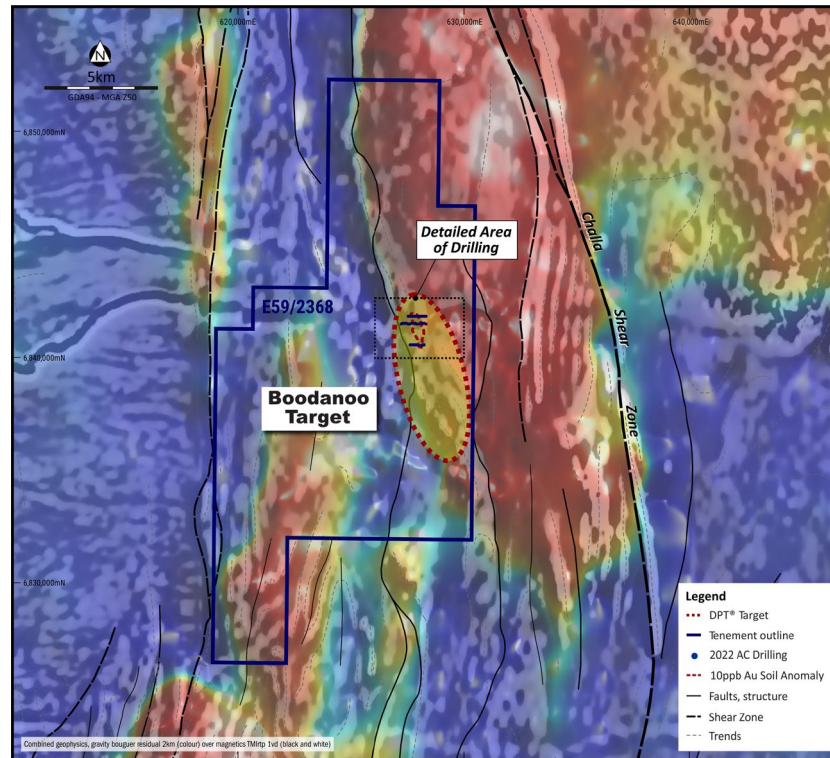 620,000mE
630,000mE
640,000mE
N
5km
GDA94 - MGA Z50
6,850,000mN
Challa
Detailed Area
of Drilling
E59/2368
Shear
6,840,000mN
Boodanoo
Target
Zone
6,830,000mN
Legend
DPT® Target
Tenement outline
2022 AC Drilling
10ppb Au Soil Anomaly
Faults, structure
Shear Zone
Trends
Combined geophysics, gravity bouguer residual 2km (colour) over magnetics TMIrtp 1vd (black and white)